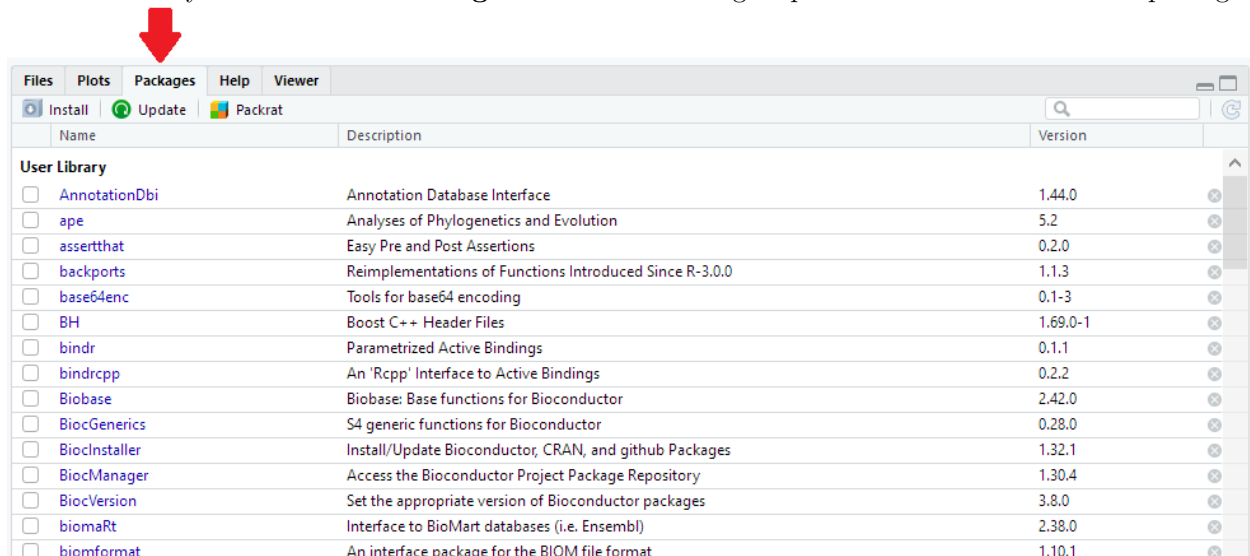 Files Plots Packages Help Viewer
Install Update Packrat
Name Description Version
User Library
AnnotationDbi Annotation Database Interface 1.44.0
ape Analyses of Phylogenetics and Evolution 5.2
assertthat Easy Pre and Post Assertions 0.2.0
backports Reimplementations of Functions Introduced Since R-3.0.0 1.1.3
base64enc Tools for base64 encoding 0.1-3
BH Boost C++ Header Files 1.69.0-1
bindr Parametrized Active Bindings 0.1.1
bindrcpp An 'Rcpp' Interface to Active Bindings 0.2.2
Biobase Biobase: Base functions for Bioconductor 2.42.0
BiocGenerics S4 generic functions for Bioconductor 0.28.0
BiocInstaller Install/Update Bioconductor, CRAN, and github Packages 1.32.1
BiocManager Access the Bioconductor Project Package Repository 1.30.4
BiocVersion Set the appropriate version of Bioconductor packages 3.8.0
biomaRt Interface to BioMart databases (i.e. Ensembl) 2.38.0
biomformat An interface package for the BIOM file format 1.10.1